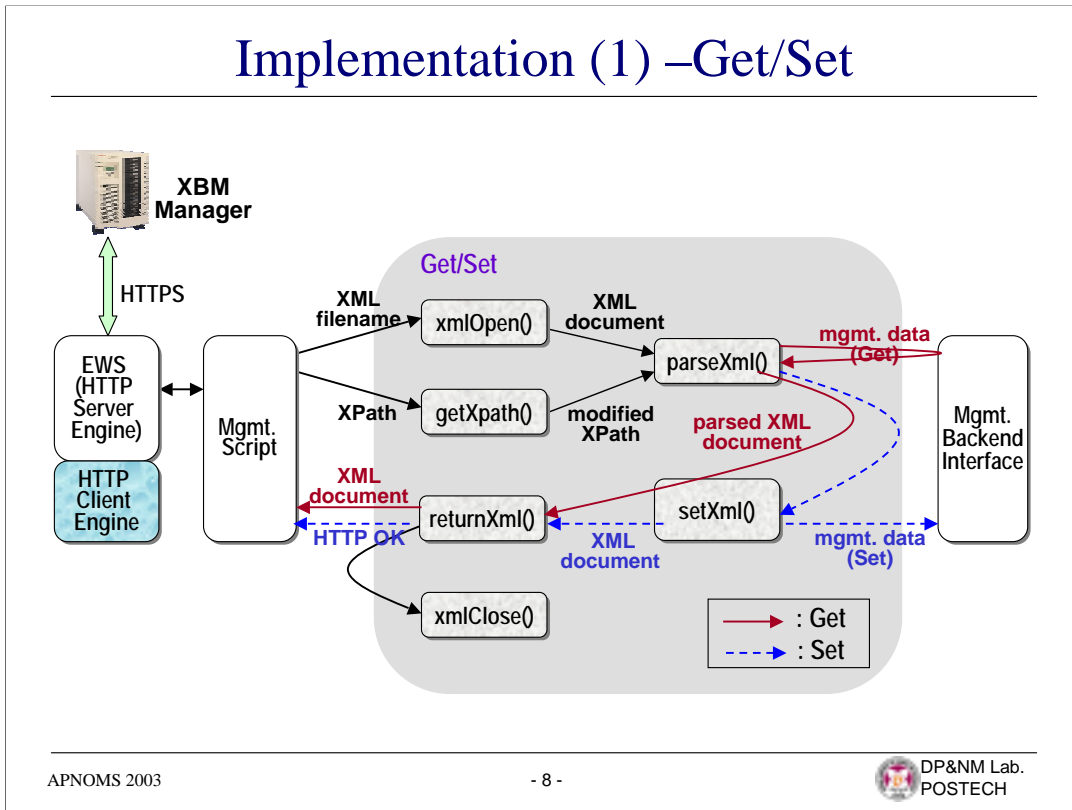 Implementation (1) –Get/Set
XBM
Manager
HTTPS
EWS
(HTTP
Server
Engine)
HTTP
Client
Engine
Mgmt.
Script
Get/Set
XML
filename
xmlOpen()
XML
document
XPath
getXpath()
modified
XPath
parseXml()
mgmt. data
(Get)
parsed XML
document
Mgmt.
Backend
Interface
XML
document
HTTP OK
returnXml()
XML
document
setXml()
mgmt. data
(Set)
xmlClose()
: Get
: Set
APNOMS 2003
- 8 -
DP&NM Lab.
POSTECH